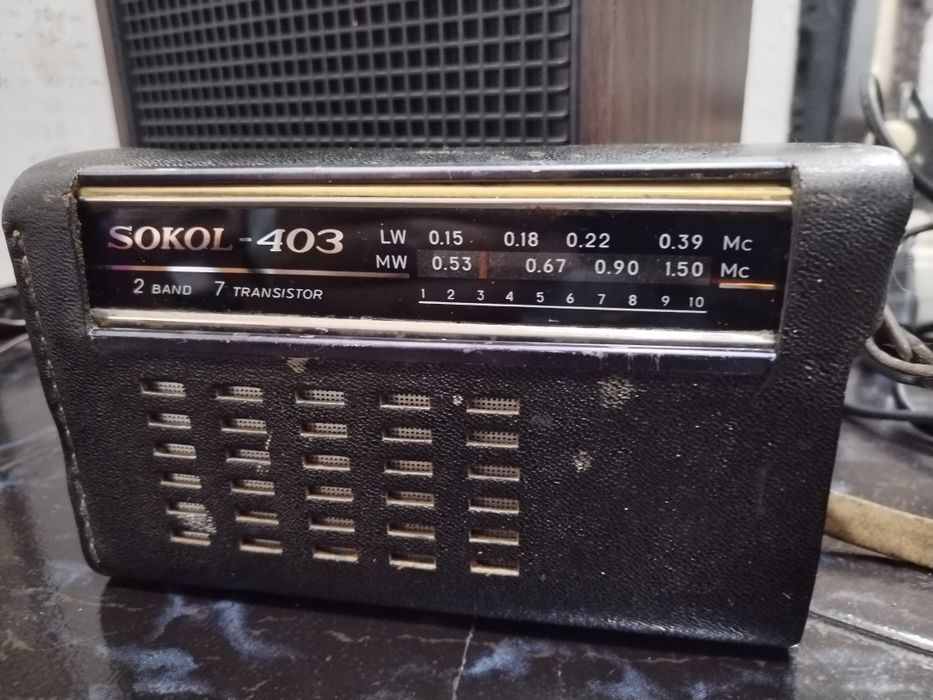 SOKOL-403
2 BAND 7 TRANSISTOR
LW 0.15 0.18 0.22 0.39 Mc
MW 0.53 0.67 0.90 1.50 Mc
1 2 3 4 5 6 7 8 9 10